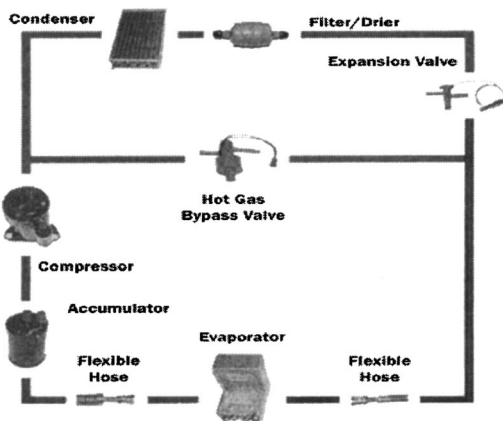 Condenser
Filter/Drier
Expansion Valve
Hot Gas
Bypass Valve
Compressor
Accumulator
Evaporator
Flexible
Hose
Flexible
Hose